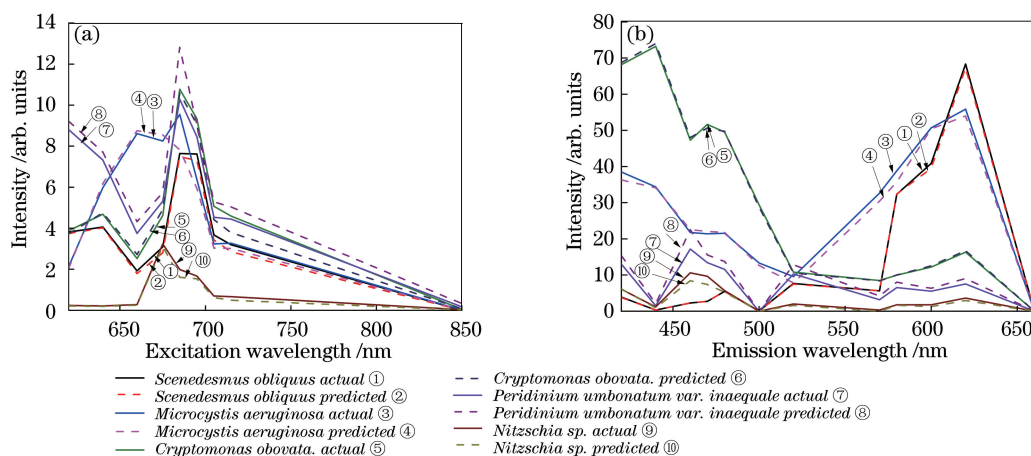 (a)
14
12
10
8
6
4
2
0
Intensity /arb. units
④ ③
⑧
⑦
⑤
⑥
⑨
⑩
①
②
650 700 750 800 850
Excitation wavelength /nm
(b)
80
70
60
50
40
30
20
10
0
Intensity /arb. units
⑥ ⑤
① ②
③
④
⑧
⑦
⑨
⑩
450 500 550 600 650
Emission wavelength /nm
Scenedesmus obliquus actual ①
Scenedesmus obliquus predicted ②
Microcystis aeruginosa actual ③
Microcystis aeruginosa predicted ④
Cryptomonas obovata. actual ⑤
Cryptomonas obovata. predicted ⑥
Peridinium umbonatum var. inaequale actual ⑦
Peridinium umbonatum var. inaequale predicted ⑧
Nitzschia sp. actual ⑨
Nitzschia sp. predicted ⑩